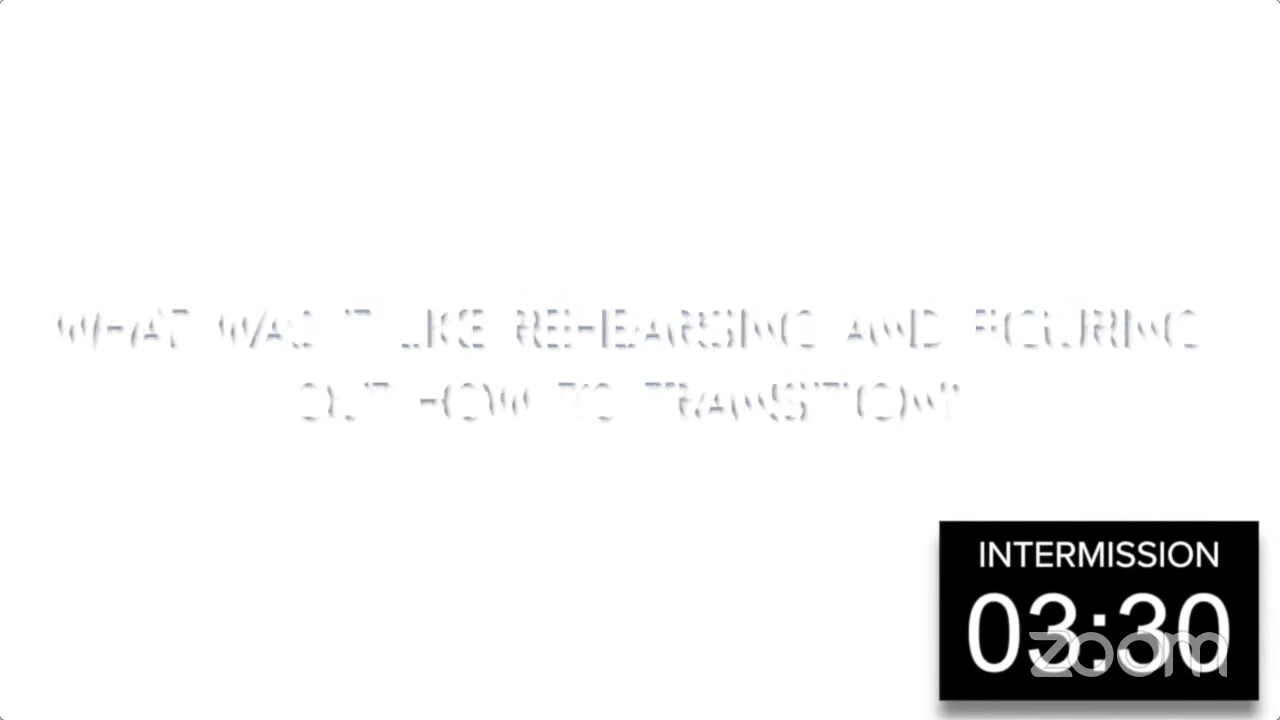 WHAT WAS IT LIKE REHEARSING AND FIGURING
OUT HOW TO TRANSITION?
INTERMISSION
03:30
zoom